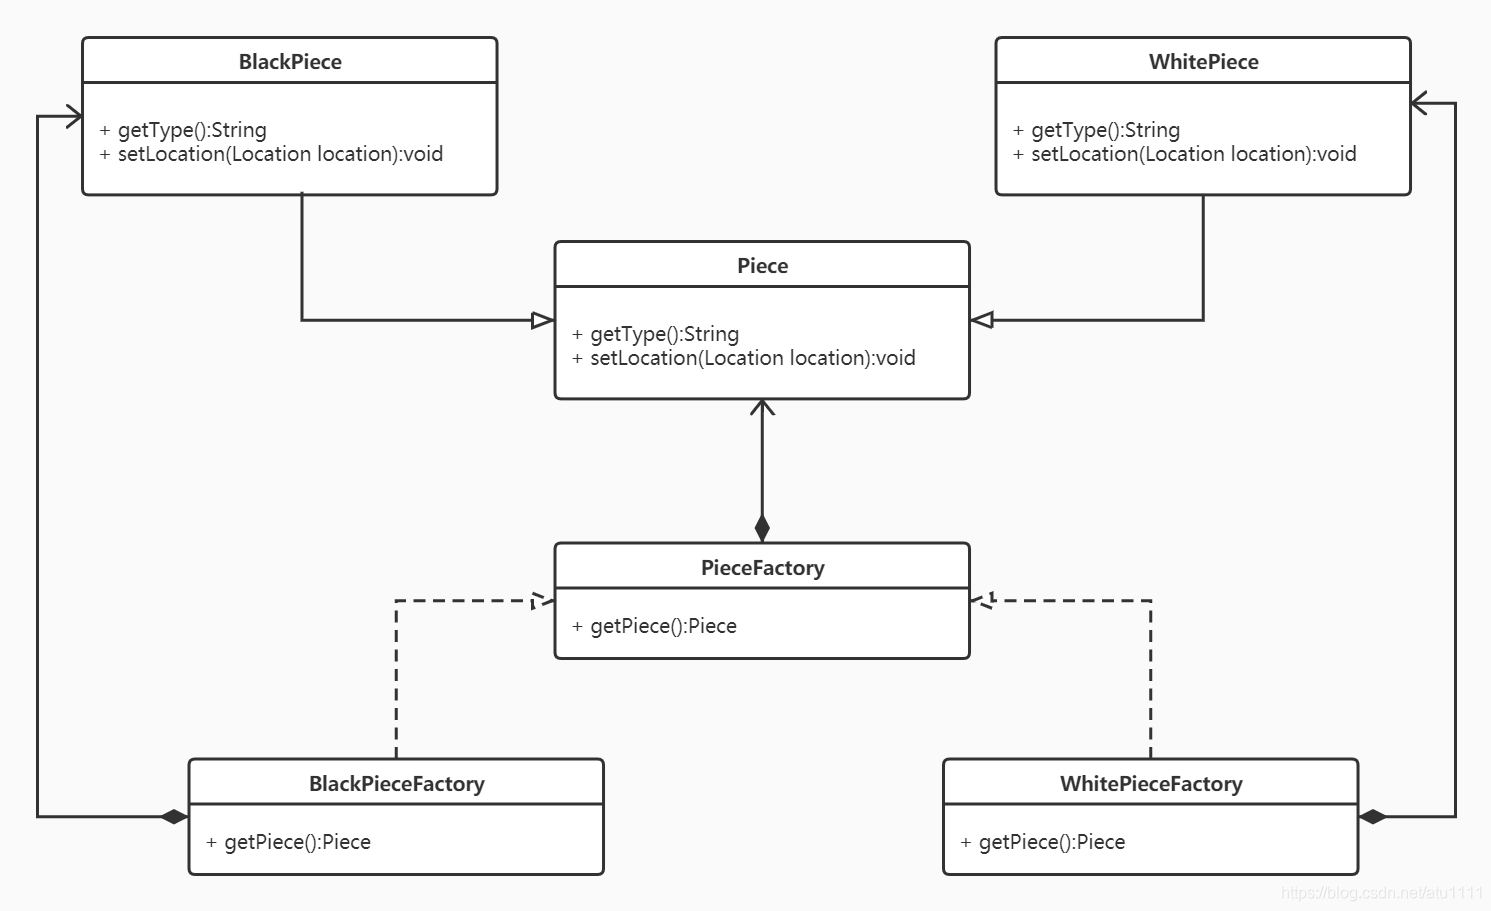 BlackPiece
+ getType():String
+ setLocation(Location location):void
WhitePiece
+ getType():String
+ setLocation(Location location):void
Piece
+ getType():String
+ setLocation(Location location):void
PieceFactory
+ getPiece():Piece
BlackPieceFactory
+ getPiece():Piece
WhitePieceFactory
+ getPiece():Piece
https://blog.csdn.net/atu1111